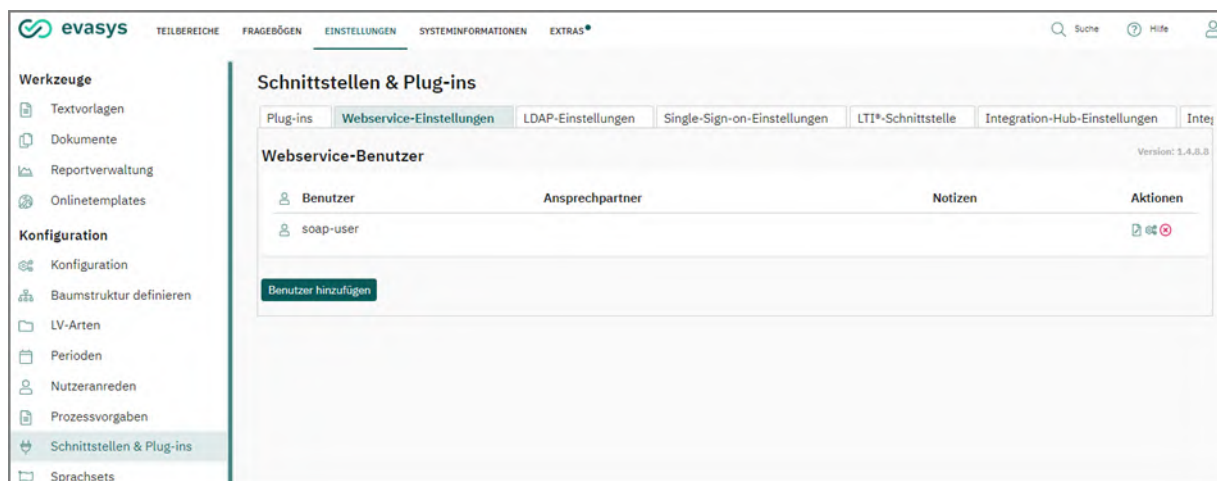 evasys
TEILBEREICHE FRAGEBÖGEN EINSTELLUNGEN SYSTEMINFORMATIONEN EXTRAS Suche Hilfe
Werkzeuge
Textvorlagen
Dokumente
Reportverwaltung
Onlinetemplates
Konfiguration
Konfiguration
Baumstruktur definieren
LV-Arten
Perioden
Nutzeranreden
Prozessvorgaben
Schnittstellen & Plug-ins
Sprachsets
Schnittstellen & Plug-ins
Plug-ins Webservice-Einstellungen LDAP-Einstellungen Single-Sign-on-Einstellungen LTI®-Schnittstelle Integration-Hub-Einstellungen
Webservice-Benutzer Version: 1.4.8.8
Benutzer Ansprechpartner Notizen Aktionen
soap-user
Benutzer hinzufügen